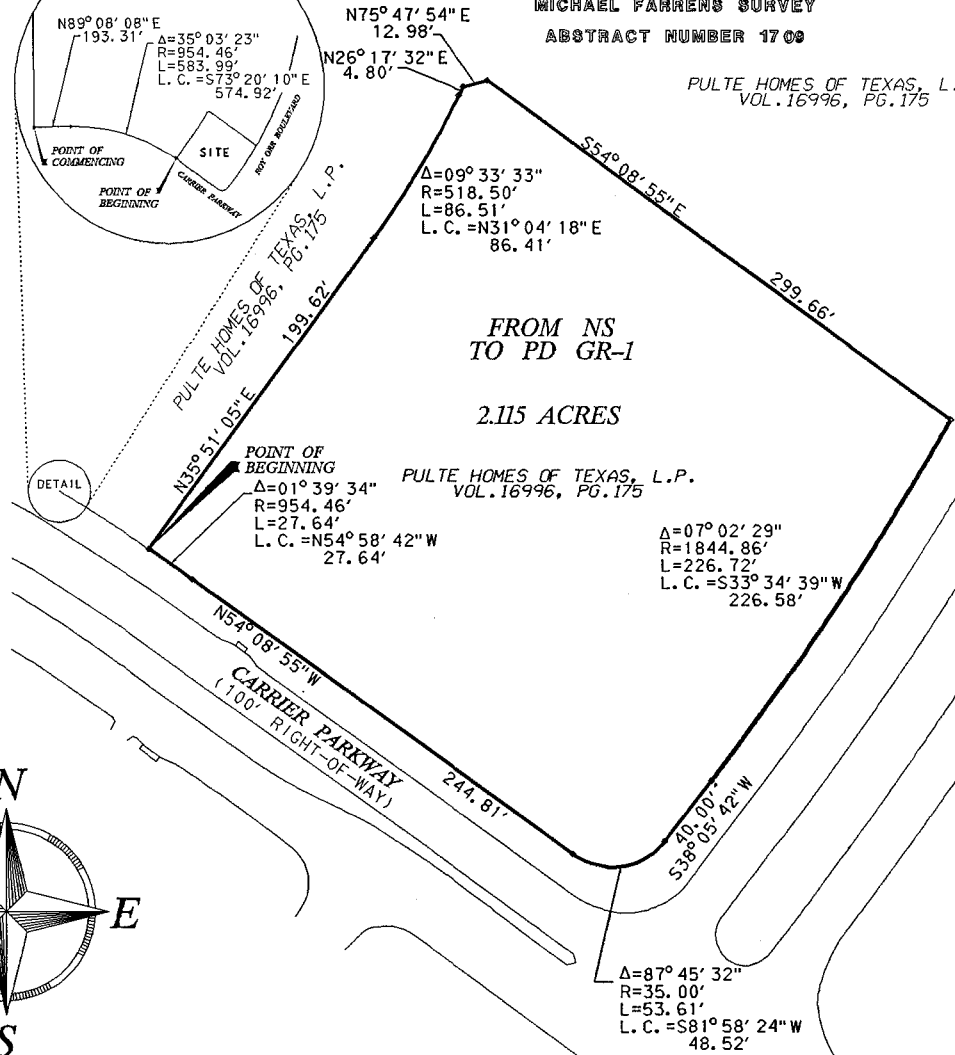 MICHAEL FARRENS SURVEY
ABSTRACT NUMBER 1709
PULTE HOMES OF TEXAS, L.
VOL.16996, PG.175
N89°08'08"E
193.31'
Δ=35°03'23"
R=954.46'
L=583.99'
L.C.=S73°20'10"E
574.92'
POINT OF
COMMENCING
POINT OF
BEGINNING
SITE
CARRIER PARKWAY
ROY ORR BOULEVARD
N75°47'54"E
12.98'
N26°17'32"E
4.80'
S54°08'55"E
299.66'
Δ=09°33'33"
R=518.50'
L=86.51'
L.C.=N31°04'18"E
86.41'
PULTE HOMES OF TEXAS, L.P.
VOL.16996, PG.175
199.62'
N35°51'05"E
FROM NS
TO PD GR-1
2.115 ACRES
PULTE HOMES OF TEXAS, L.P.
VOL.16996, PG.175
DETAIL
POINT OF
BEGINNING
Δ=01°39'34"
R=954.46'
L=27.64'
L.C.=N54°58'42"W
27.64'
Δ=07°02'29"
R=1844.86'
L=226.72'
L.C.=S33°34'39"W
226.58'
N54°08'55"W
244.81'
CARRIER PARKWAY
(100' RIGHT-OF-WAY)
40.00'
S38°05'42"W
Δ=87°45'32"
R=35.00'
L=53.61'
L.C.=S81°58'24"W
48.52'
N
E
S